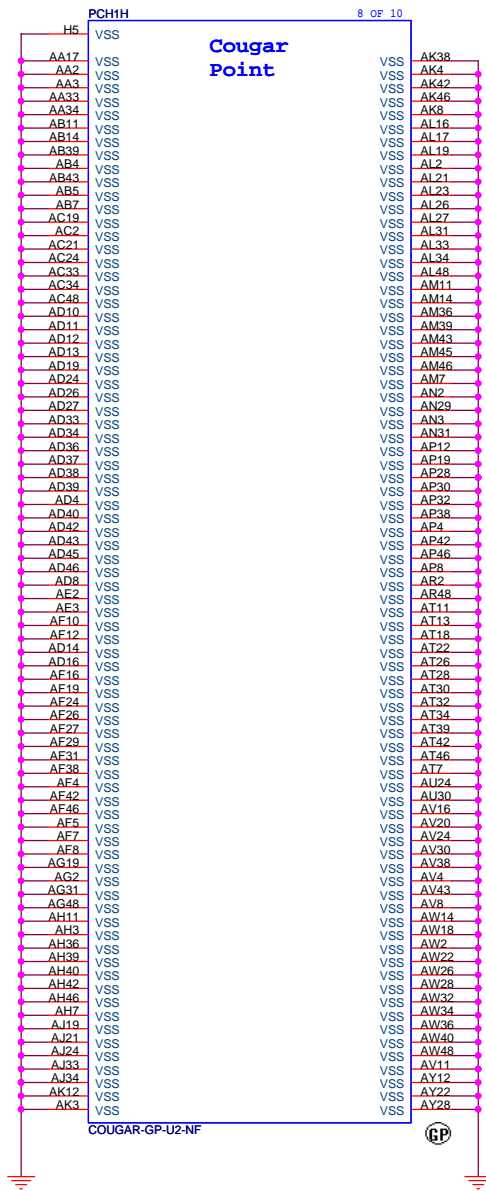 PCH1H 8 OF 10
Cougar
Point
H5 VSS
AA17 VSS VSS AK38
AA2 VSS VSS AK4
AA3 VSS VSS AK42
AA33 VSS VSS AK46
AA34 VSS VSS AK8
AB11 VSS VSS AL16
AB14 VSS VSS AL17
AB39 VSS VSS AL19
AB4 VSS VSS AL2
AB43 VSS VSS AL21
AB5 VSS VSS AL23
AB7 VSS VSS AL26
AC19 VSS VSS AL27
AC2 VSS VSS AL31
AC21 VSS VSS AL33
AC24 VSS VSS AL34
AC33 VSS VSS AL48
AC34 VSS VSS AM11
AC48 VSS VSS AM14
AD10 VSS VSS AM36
AD11 VSS VSS AM39
AD12 VSS VSS AM43
AD13 VSS VSS AM45
AD19 VSS VSS AM46
AD24 VSS VSS AM7
AD26 VSS VSS AN2
AD27 VSS VSS AN29
AD33 VSS VSS AN3
AD34 VSS VSS AN31
AD36 VSS VSS AP12
AD37 VSS VSS AP19
AD38 VSS VSS AP28
AD39 VSS VSS AP30
AD4 VSS VSS AP32
AD40 VSS VSS AP38
AD42 VSS VSS AP4
AD43 VSS VSS AP42
AD45 VSS VSS AP46
AD46 VSS VSS AP8
AD8 VSS VSS AR2
AE2 VSS VSS AR48
AE3 VSS VSS AT11
AF10 VSS VSS AT13
AF12 VSS VSS AT18
AD14 VSS VSS AT22
AD16 VSS VSS AT26
AF16 VSS VSS AT28
AF19 VSS VSS AT30
AF24 VSS VSS AT32
AF26 VSS VSS AT34
AF27 VSS VSS AT39
AF29 VSS VSS AT42
AF31 VSS VSS AT46
AF38 VSS VSS AT7
AF4 VSS VSS AU24
AF42 VSS VSS AU30
AF46 VSS VSS AV16
AF5 VSS VSS AV20
AF7 VSS VSS AV24
AF8 VSS VSS AV30
AG19 VSS VSS AV38
AG2 VSS VSS AV4
AG31 VSS VSS AV43
AG48 VSS VSS AV8
AH11 VSS VSS AW14
AH3 VSS VSS AW18
AH36 VSS VSS AW2
AH39 VSS VSS AW22
AH40 VSS VSS AW26
AH42 VSS VSS AW28
AH46 VSS VSS AW32
AH7 VSS VSS AW34
AJ19 VSS VSS AW36
AJ21 VSS VSS AW40
AJ24 VSS VSS AW48
AJ33 VSS VSS AV11
AJ34 VSS VSS AY12
AK12 VSS VSS AY22
AK3 VSS VSS AY28
COUGAR-GP-U2-NF GP